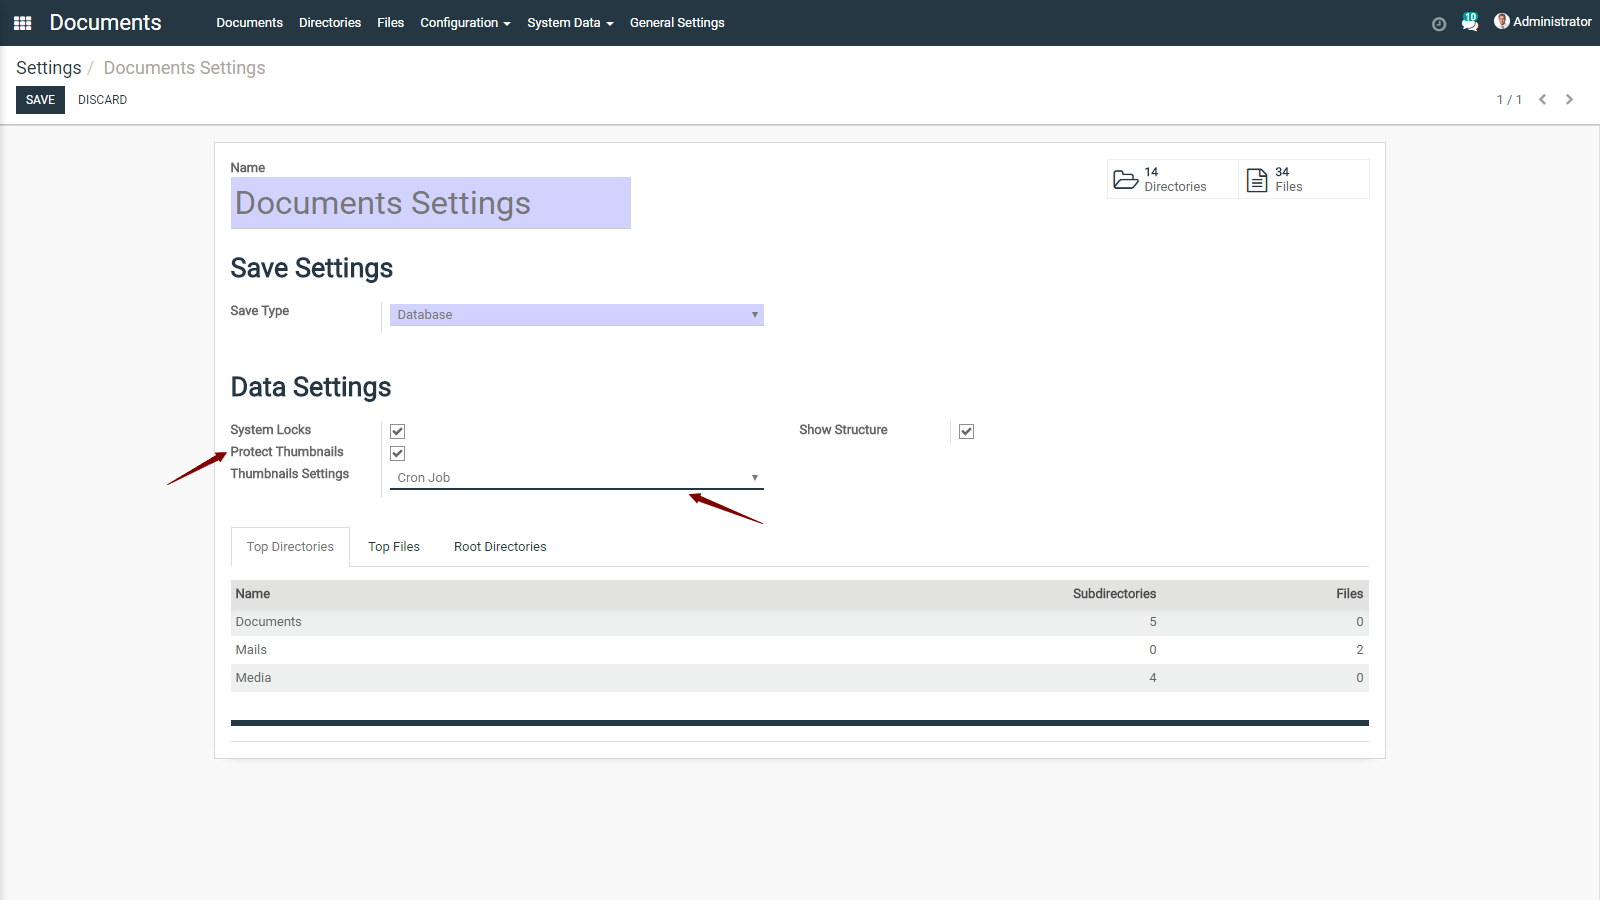 Documents Documents Directories Files Configuration System Data General Settings 10 Administrator
Settings / Documents Settings
SAVE DISCARD 1 / 1
Name
Documents Settings
14
Directories
34
Files
Save Settings
Save Type Database
Data Settings
System Locks Show Structure
Protect Thumbnails
Thumbnails Settings Cron Job
Top Directories Top Files Root Directories
Name Subdirectories Files
Documents 5 0
Mails 0 2
Media 4 0